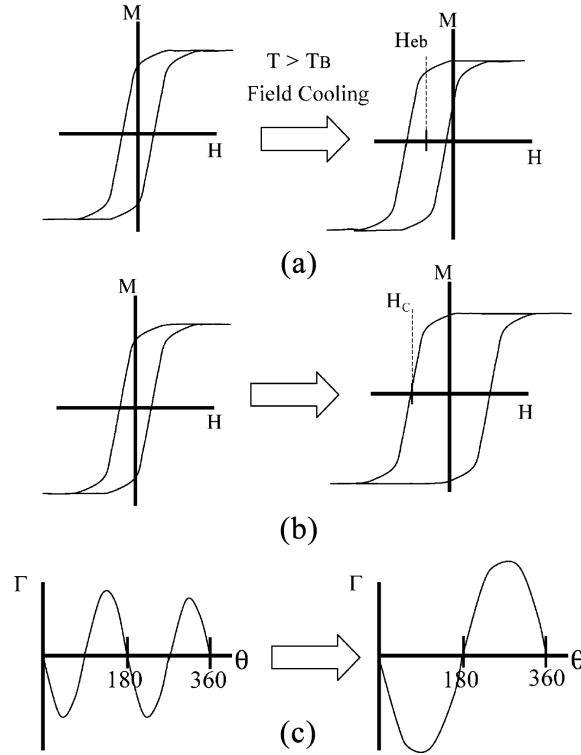 M
H
T > TB
Field Cooling
Heb
M
H
(a)
M
H
HC
M
H
(b)
Γ
θ
180
360
Γ
θ
180
360
(c)